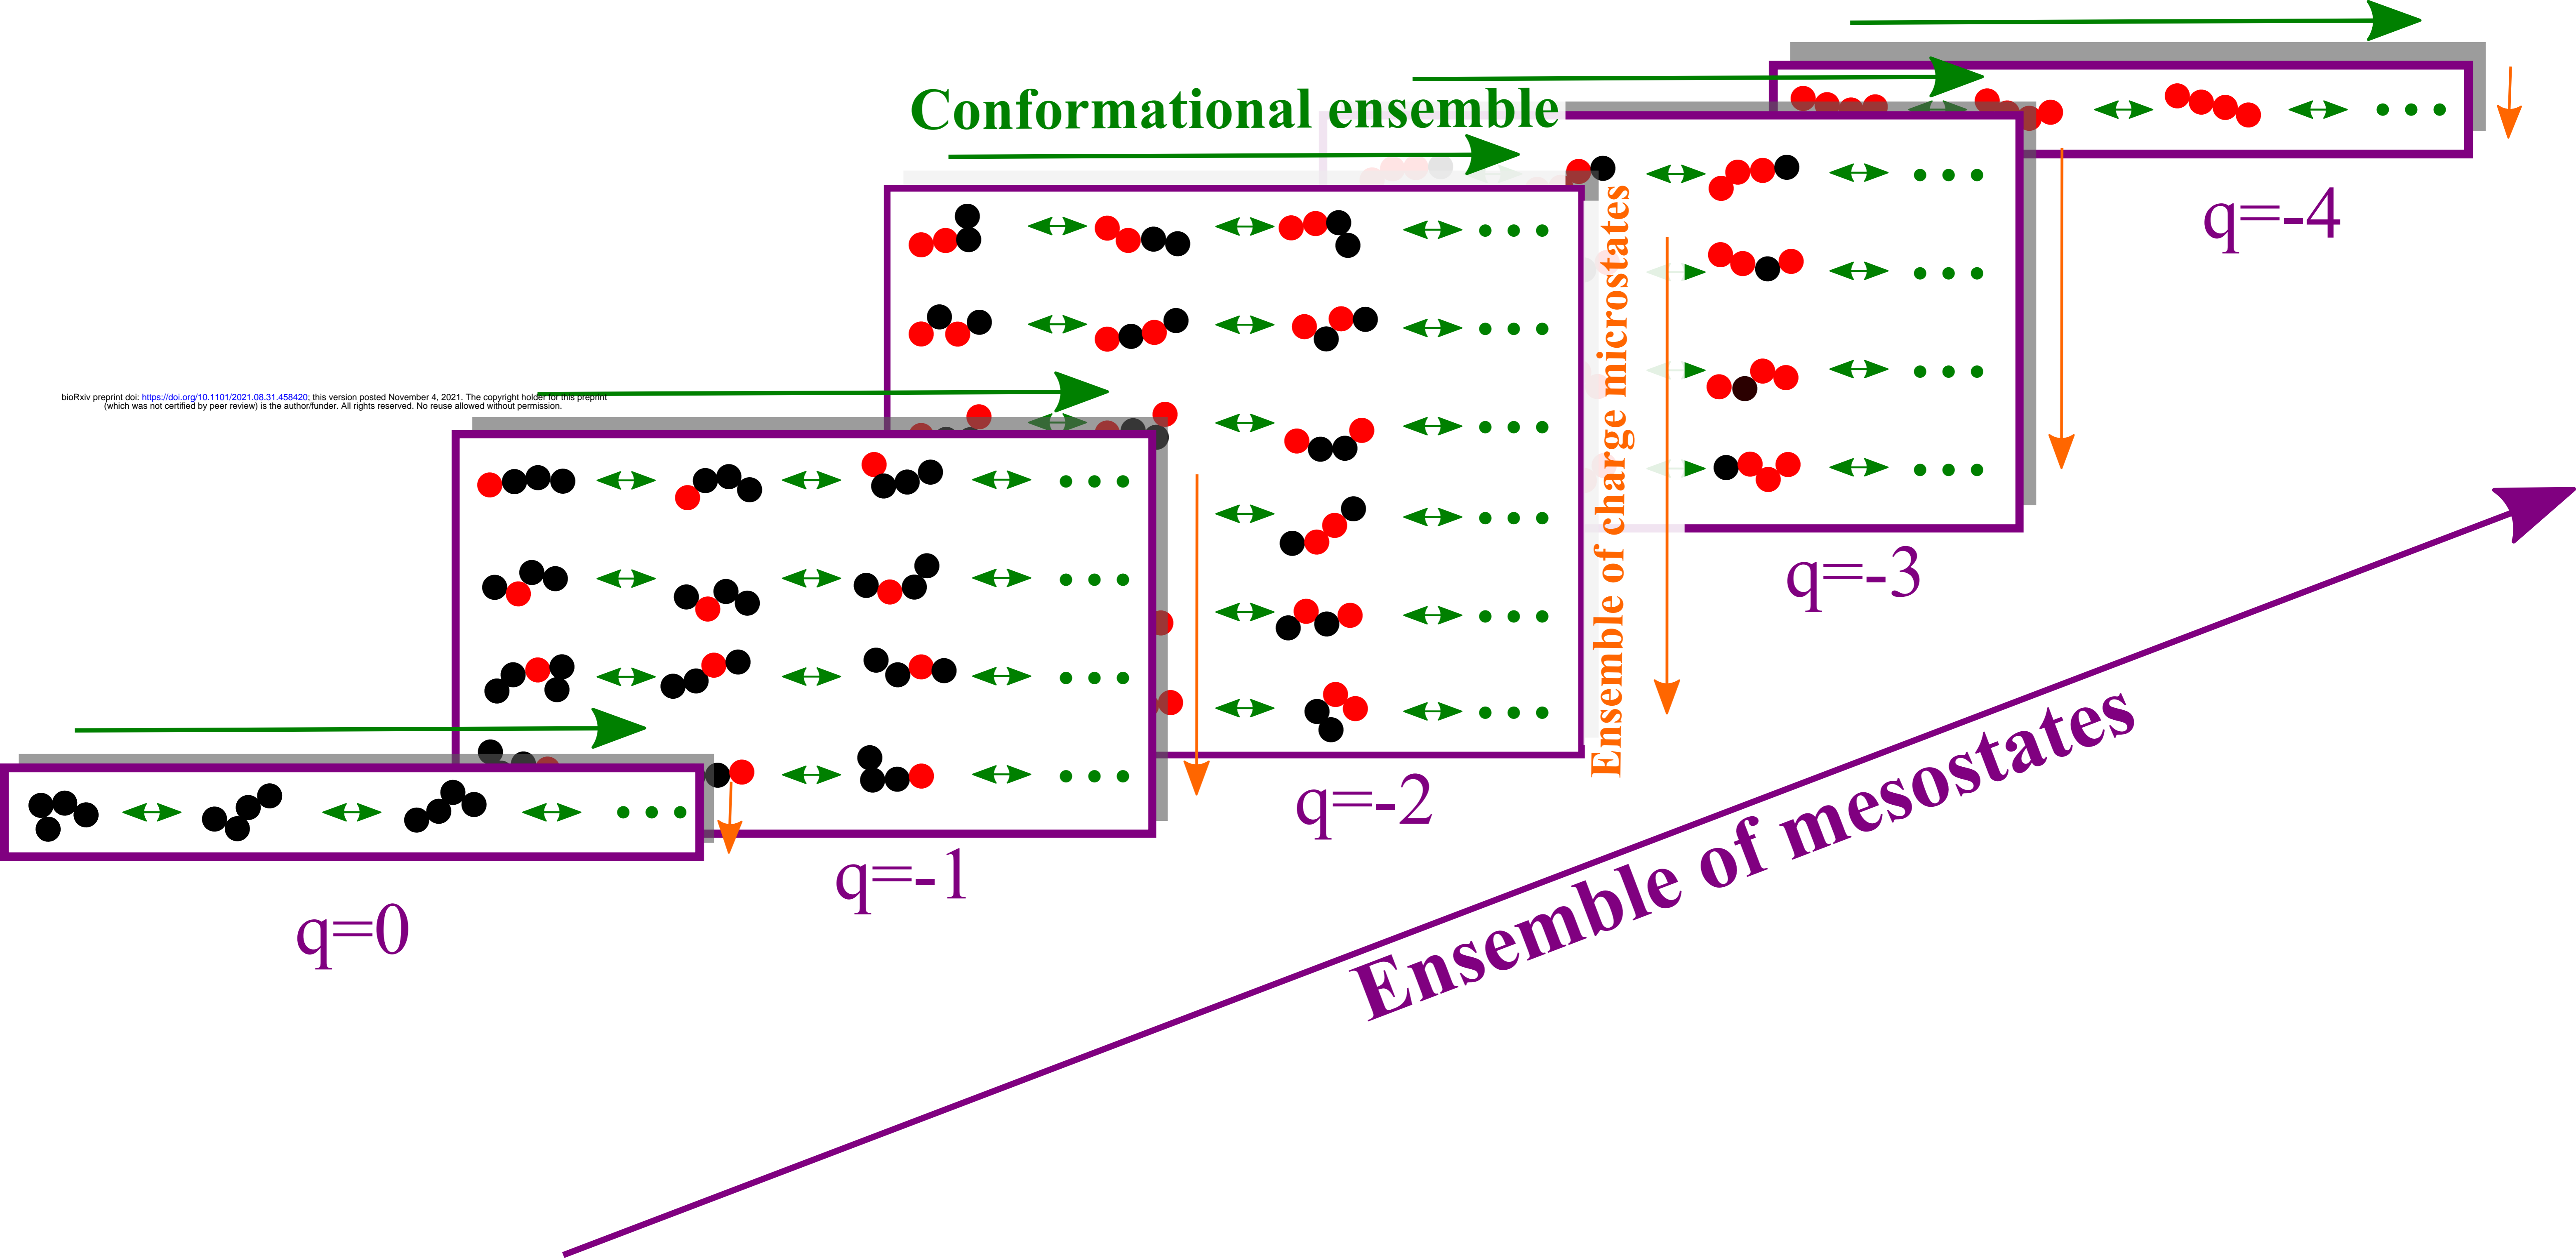 Conformational ensemble
Ensemble of charge microstates
q=-4
bioRxiv preprint doi: https://doi.org/10.1101/2021.08.31.458420; this version posted November 4, 2021. The copyright holder for this preprint
(which was not certified by peer review) is the author/funder. All rights reserved. No reuse allowed without permission.
q=-3
q=-2
q=-1
q=0
Ensemble of mesostates